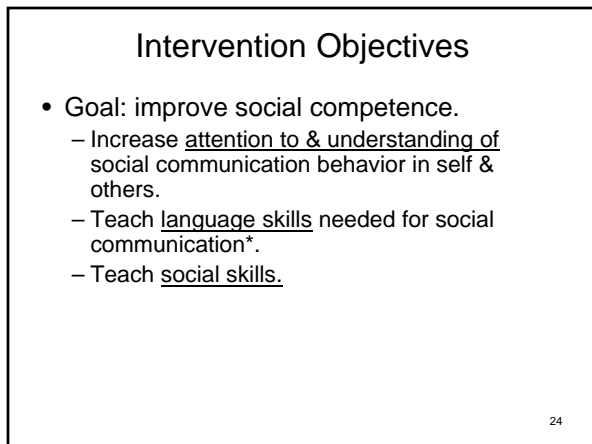 Intervention Objectives
• Goal: improve social competence.
– Increase attention to & understanding of
social communication behavior in self &
others.
– Teach language skills needed for social
communication*.
– Teach social skills.
24